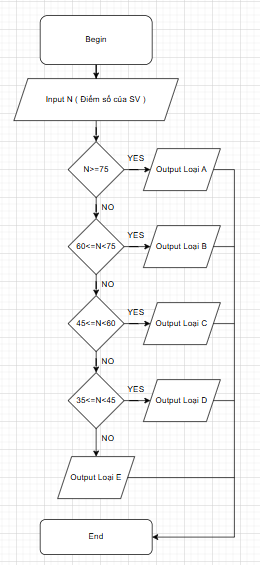 Begin
Input N ( Điểm số của SV )
N>=75
YES
Output Loại A
NO
60<=N<75
YES
Output Loại B
NO
45<=N<60
YES
Output Loại C
NO
35<=N<45
YES
Output Loại D
NO
Output Loại E
End